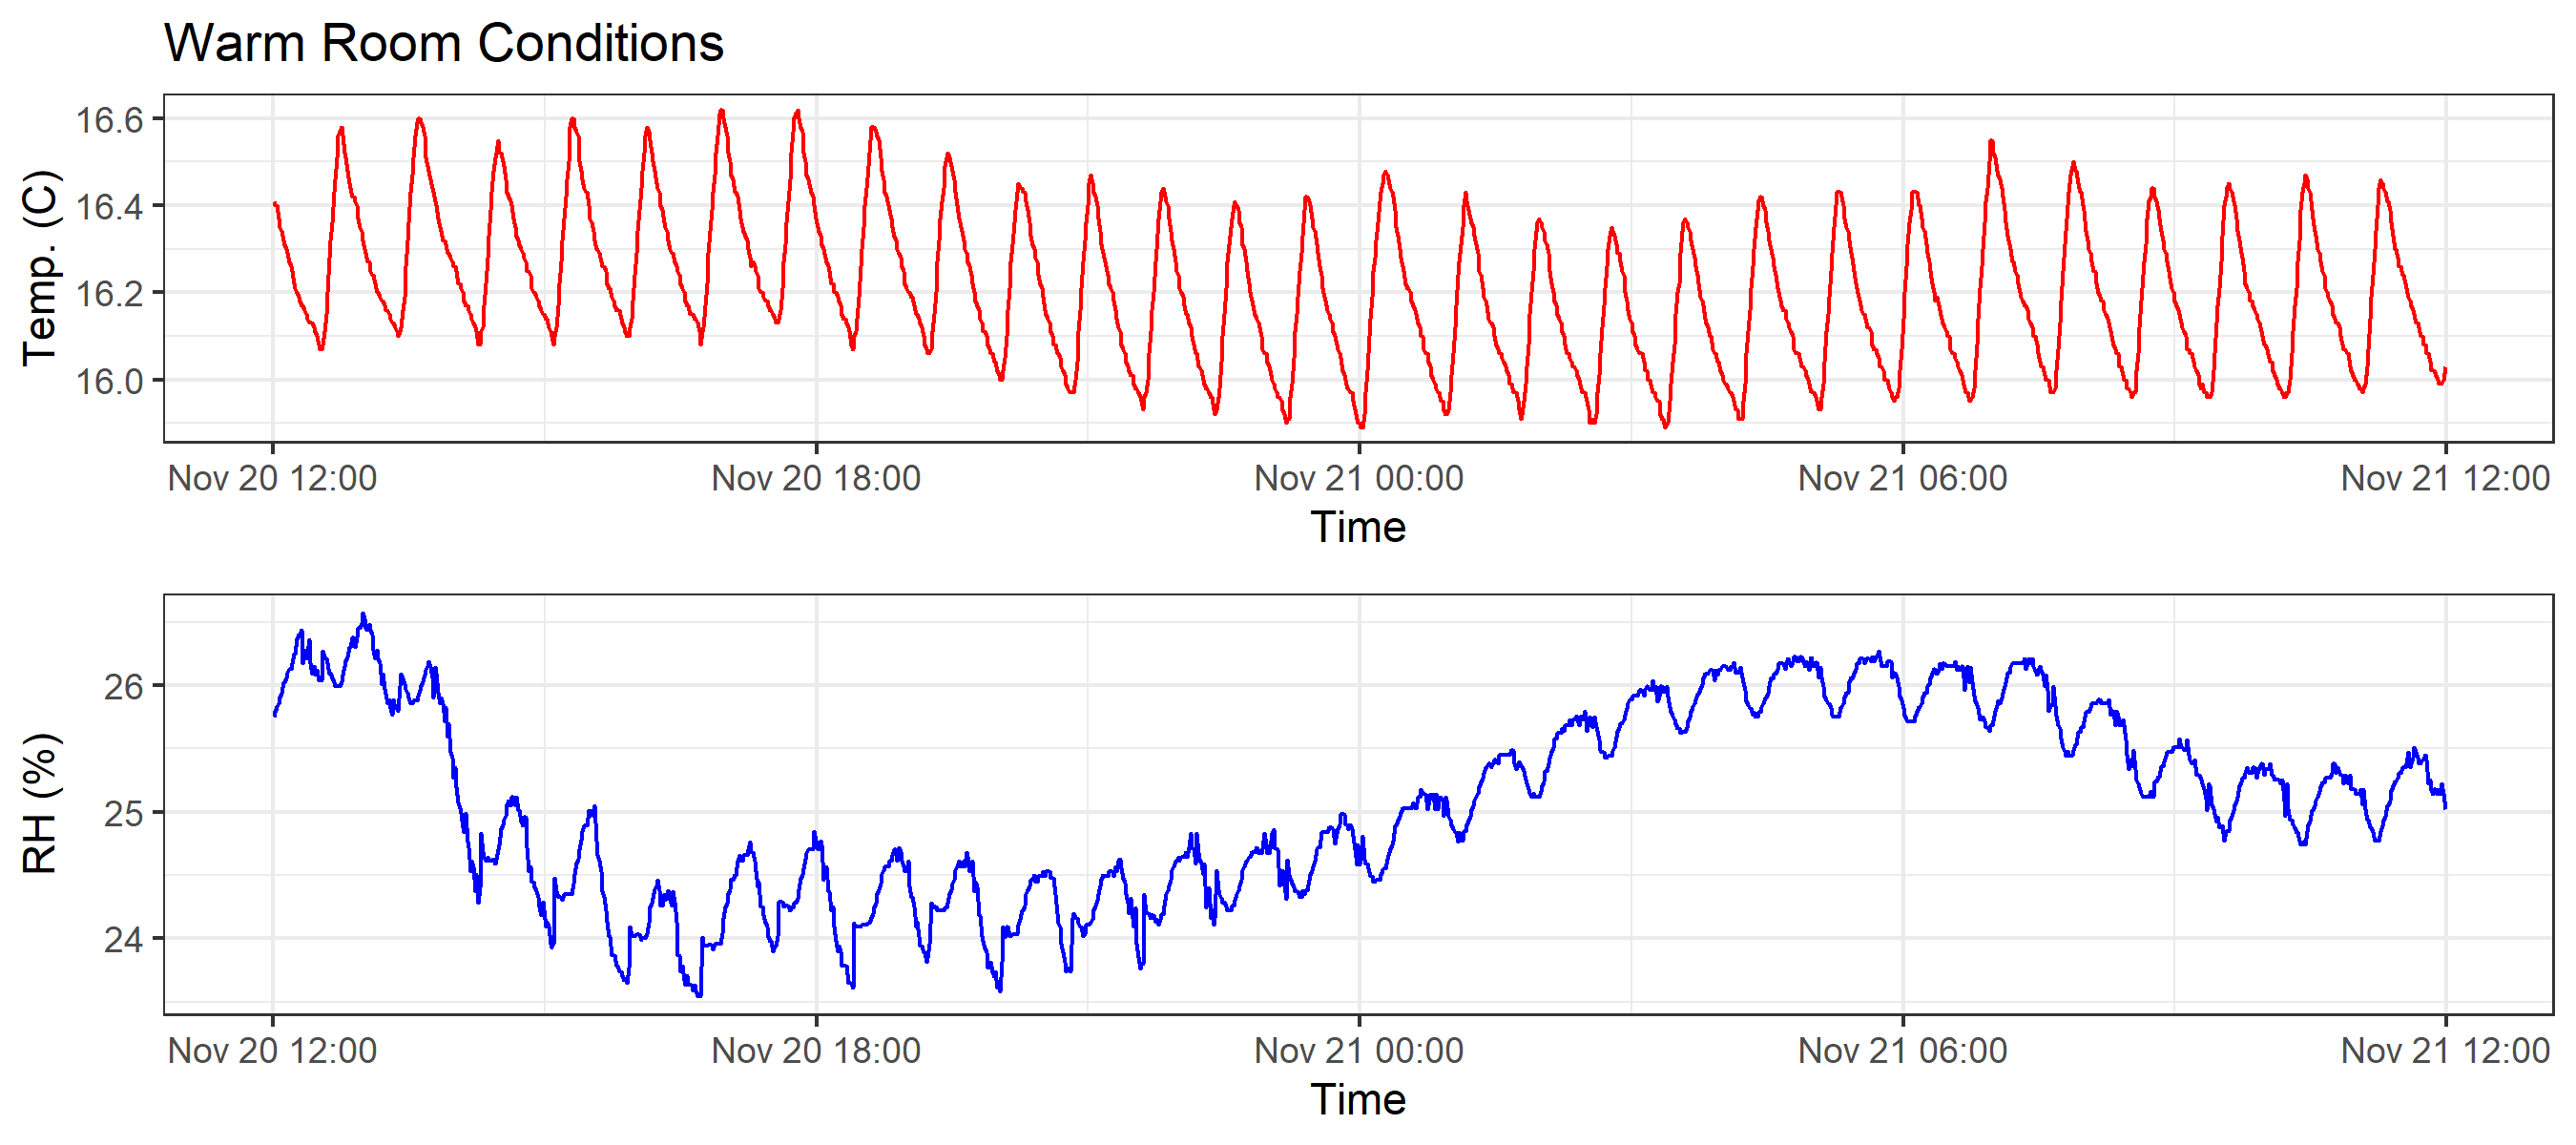 Warm Room Conditions
Temp. (C)
16.6
16.4
16.2
16.0
Nov 20 12:00 Nov 20 18:00 Nov 21 00:00 Nov 21 06:00 Nov 21 12:00
Time
RH (%)
26
25
24
Nov 20 12:00 Nov 20 18:00 Nov 21 00:00 Nov 21 06:00 Nov 21 12:00
Time